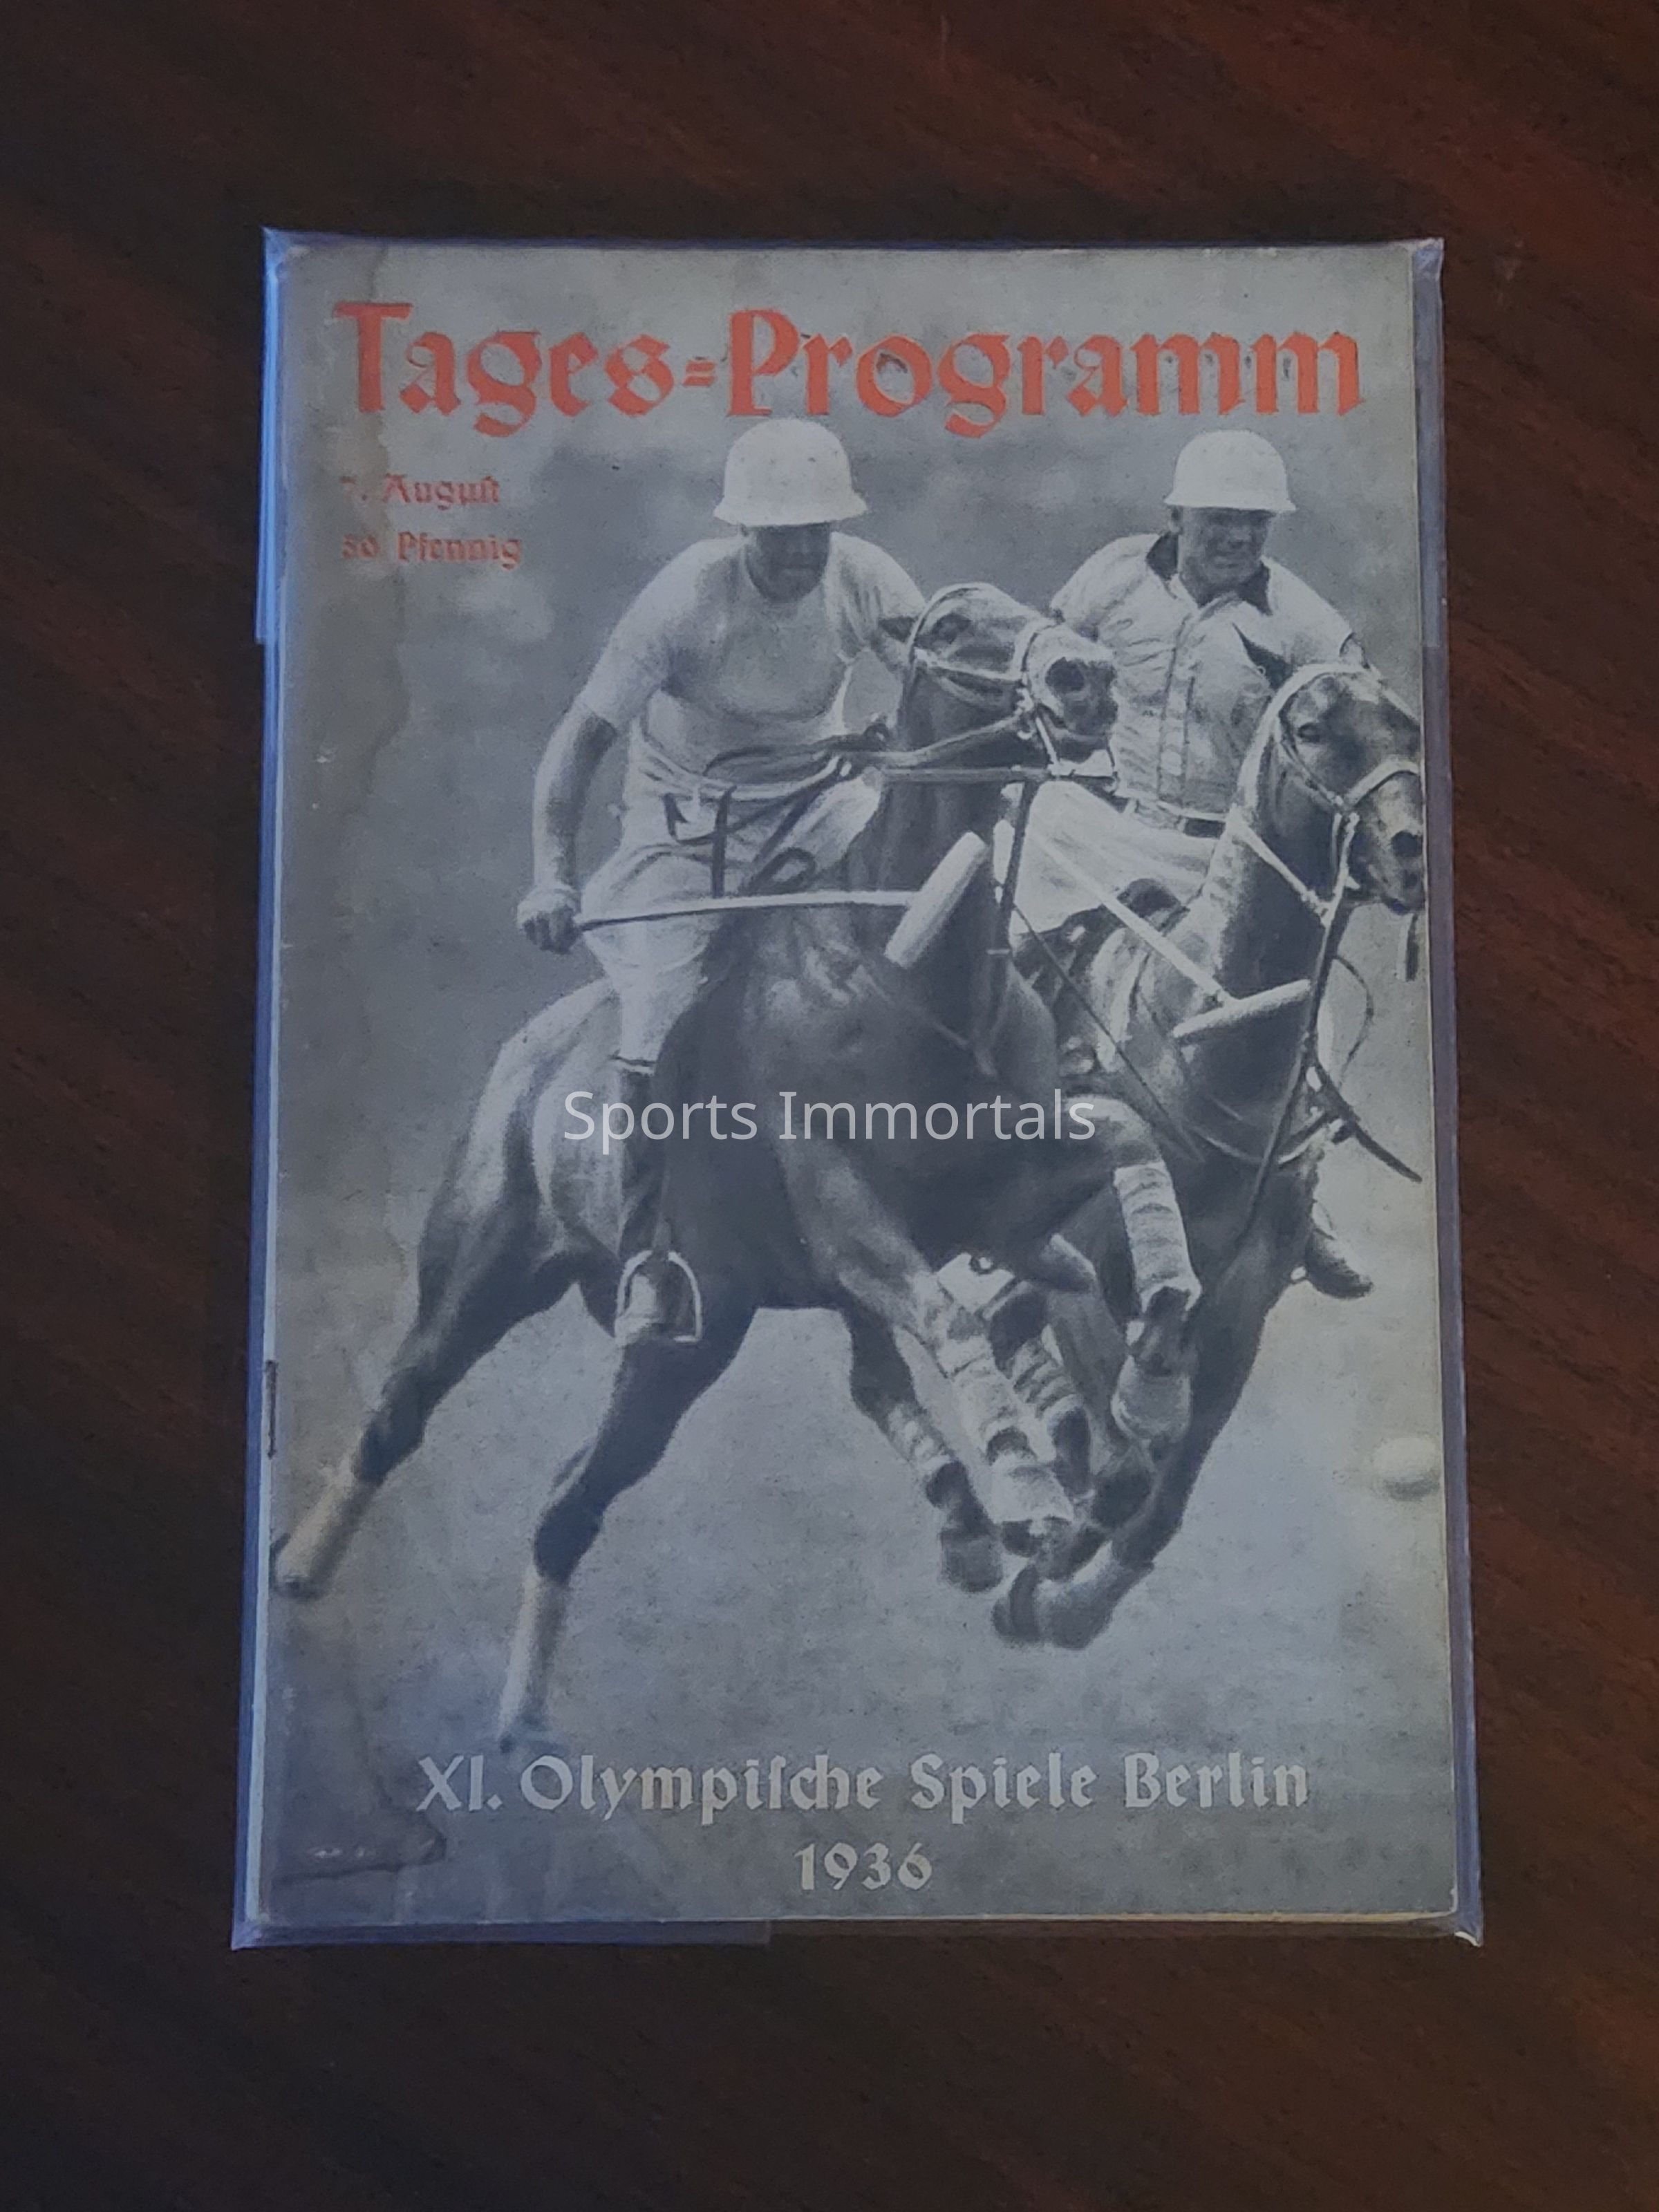 Tages=Programm
7. Auguſt
50 Pfennig
Sports Immortals
XI. Olympiſche Spiele Berlin
1936